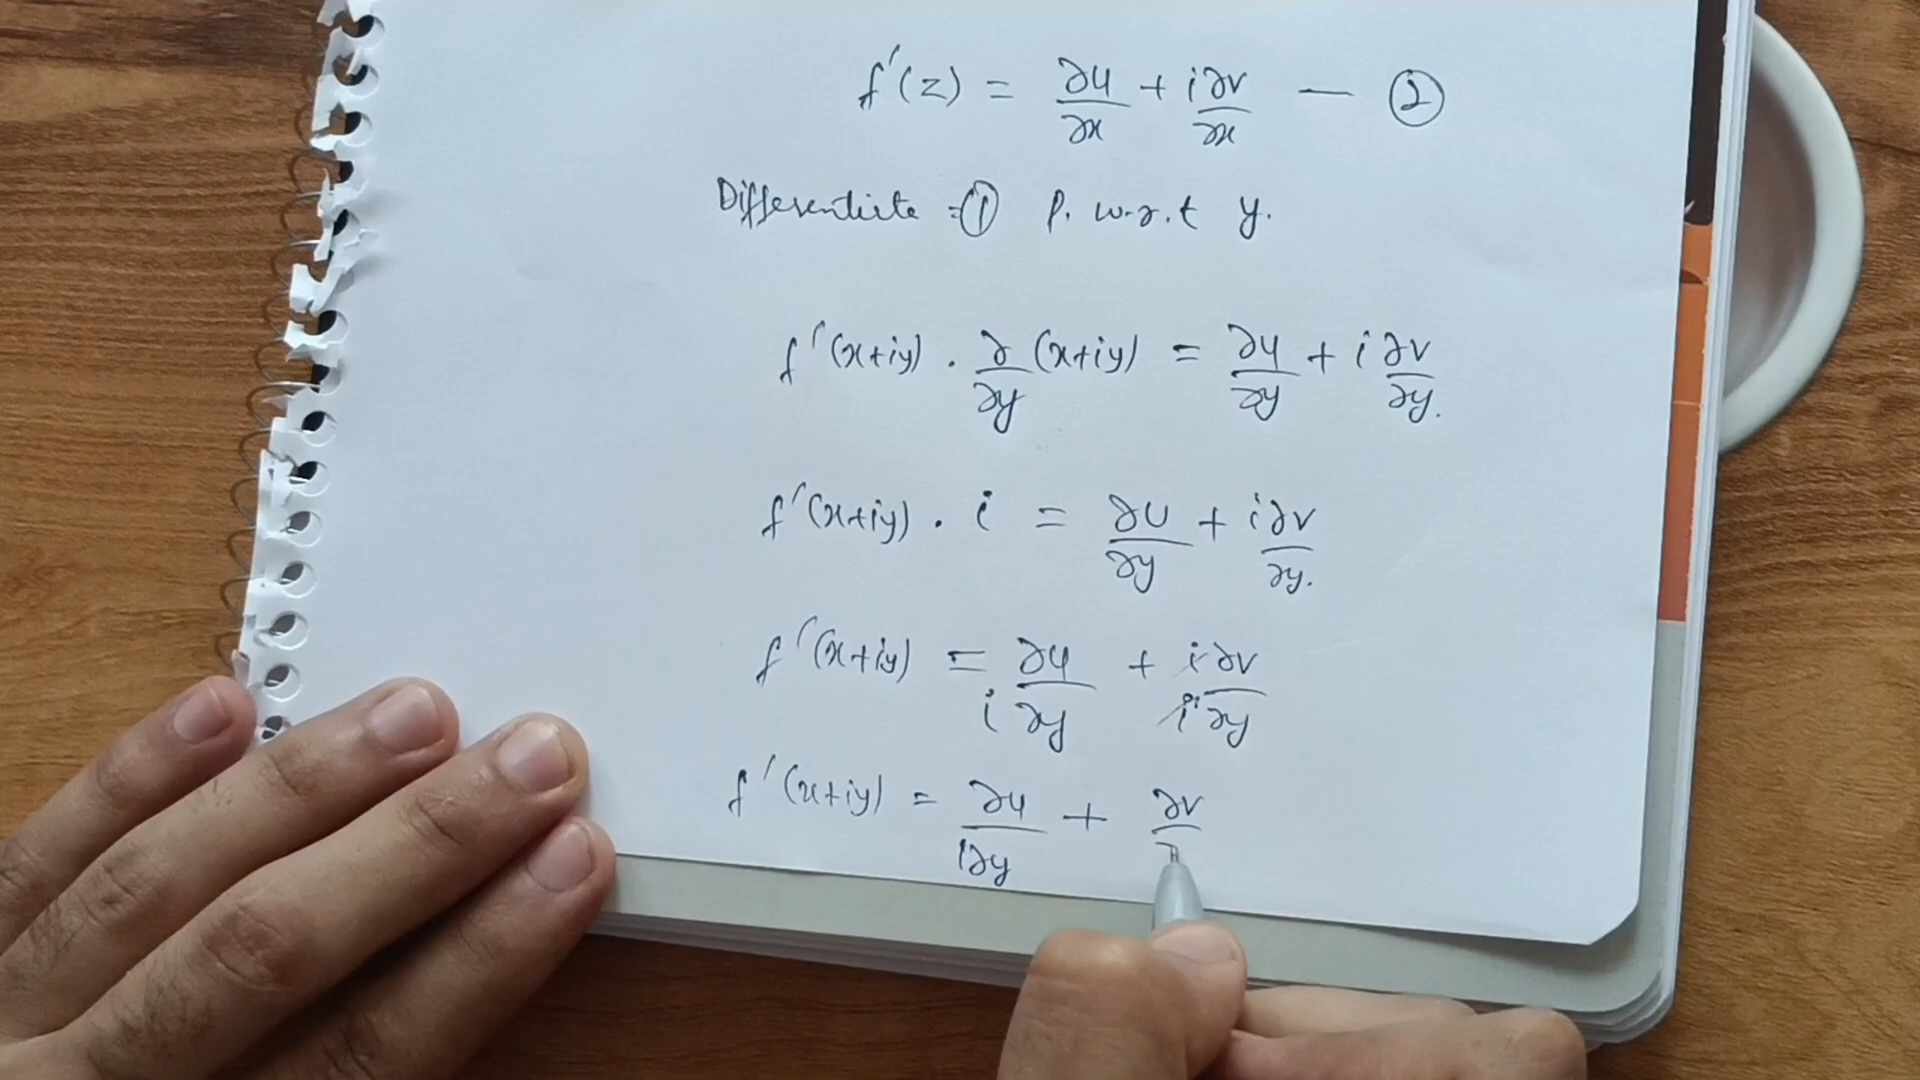 f'(z) = ∂u/∂x + i∂v/∂x — ②
Differentiate ① P. w.r.t y.
f'(x+iy) . ∂/∂y (x+iy) = ∂u/∂y + i ∂v/∂y.
f'(x+iy) . i = ∂u/∂y + i∂v/∂y.
f'(x+iy) = ∂u/i∂y + i∂v/i∂y
f'(x+iy) = ∂u/i∂y + ∂v/